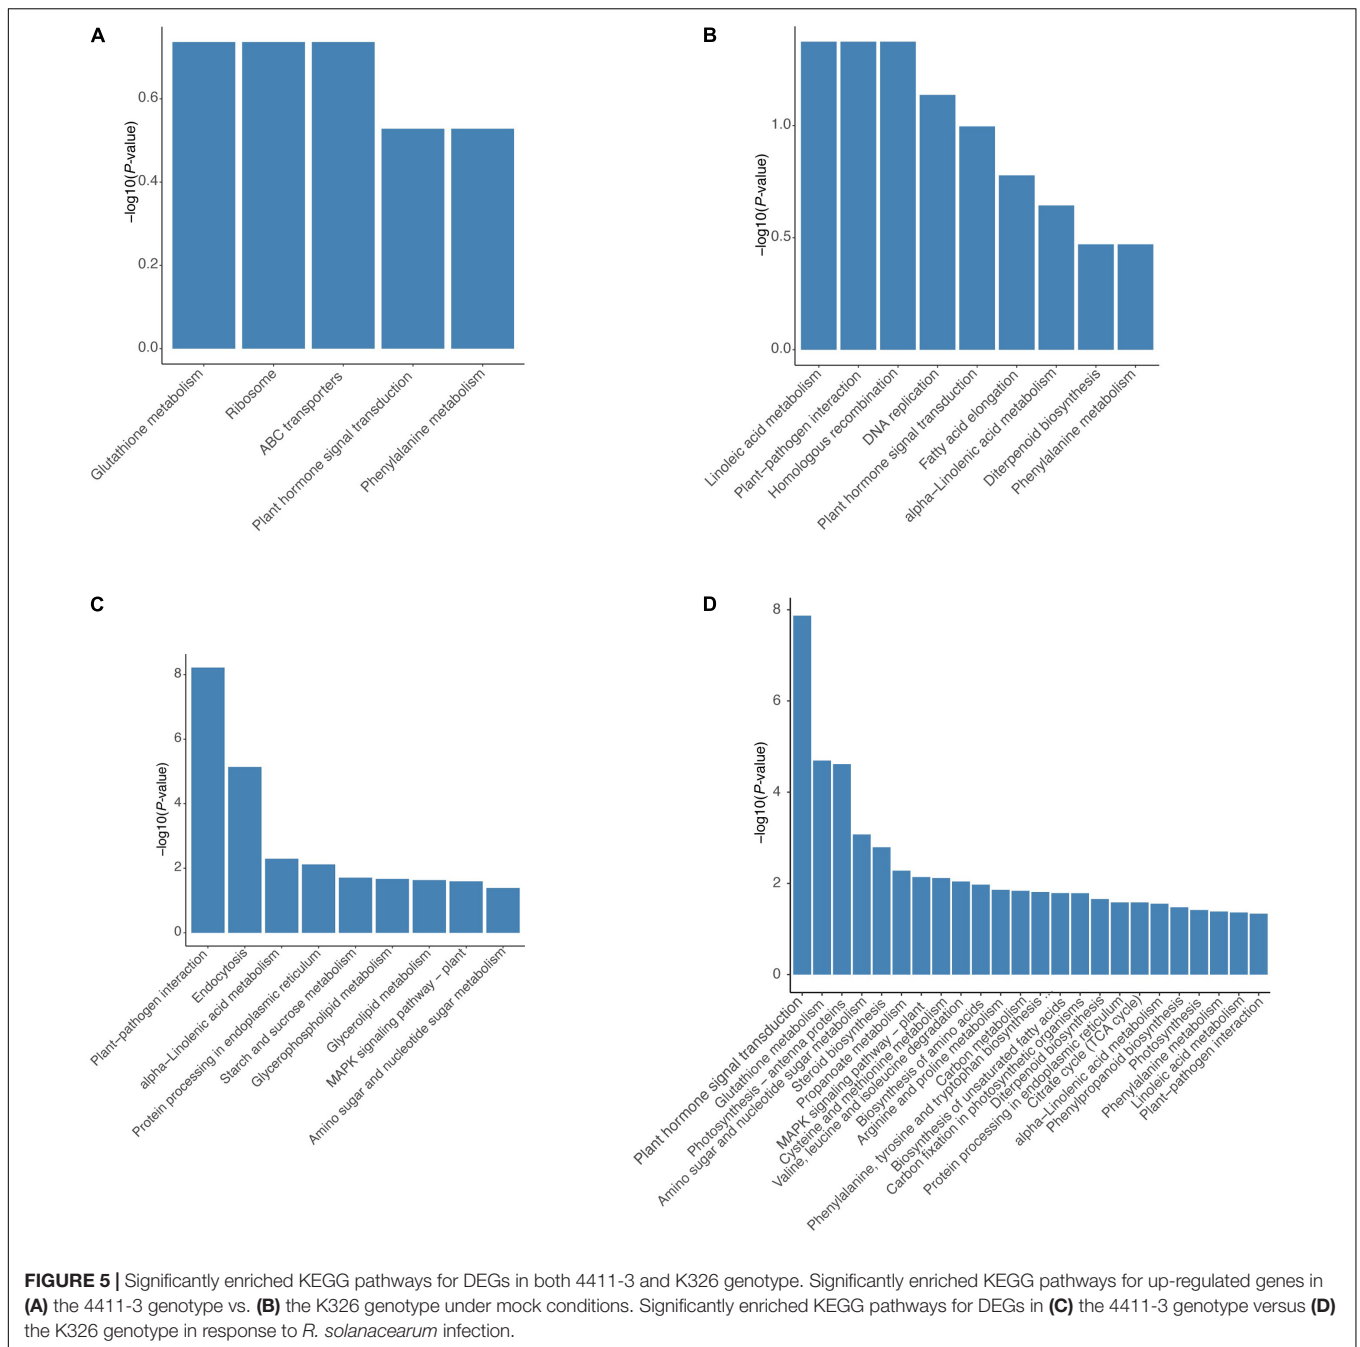 A
−log10(P-value)
0.6
0.4
0.2
0.0
Glutathione metabolism
Ribosome
ABC transporters
Plant hormone signal transduction
Phenylalanine metabolism
B
−log10(P-value)
1.0
0.5
0.0
Linoleic acid metabolism
Plant−pathogen interaction
Homologous recombination
DNA replication
Plant hormone signal transduction
Fatty acid elongation
alpha−Linolenic acid metabolism
Diterpenoid biosynthesis
Phenylalanine metabolism
C
−log10(P-value)
8
6
4
2
0
Plant−pathogen interaction
Endocytosis
alpha−Linolenic acid metabolism
Protein processing in endoplasmic reticulum
Starch and sucrose metabolism
Glycerophospholipid metabolism
Glycerolipid metabolism
MAPK signaling pathway − plant
Amino sugar and nucleotide sugar metabolism
D
−log10(P-value)
8
6
4
2
0
Plant hormone signal transduction
Glutathione metabolism
Photosynthesis − antenna proteins
Amino sugar and nucleotide sugar metabolism
Steroid biosynthesis
Propanoate metabolism
MAPK signaling pathway − plant
Cysteine and methionine metabolism
Valine, leucine and isoleucine degradation
Biosynthesis of amino acids
Arginine and proline metabolism
Carbon metabolism
Phenylalanine, tyrosine and tryptophan biosynthesis ...
Biosynthesis of unsaturated fatty acids
Carbon fixation in photosynthetic organisms
Diterpenoid biosynthesis
Protein processing in endoplasmic reticulum
Citrate cycle (TCA cycle)
alpha−Linolenic acid metabolism
Phenylpropanoid biosynthesis
Photosynthesis
Phenylalanine metabolism
Linoleic acid metabolism
Plant−pathogen interaction
FIGURE 5 | Significantly enriched KEGG pathways for DEGs in both 4411-3 and K326 genotype. Significantly enriched KEGG pathways for up-regulated genes in
(A) the 4411-3 genotype vs. (B) the K326 genotype under mock conditions. Significantly enriched KEGG pathways for DEGs in (C) the 4411-3 genotype versus (D)
the K326 genotype in response to R. solanacearum infection.